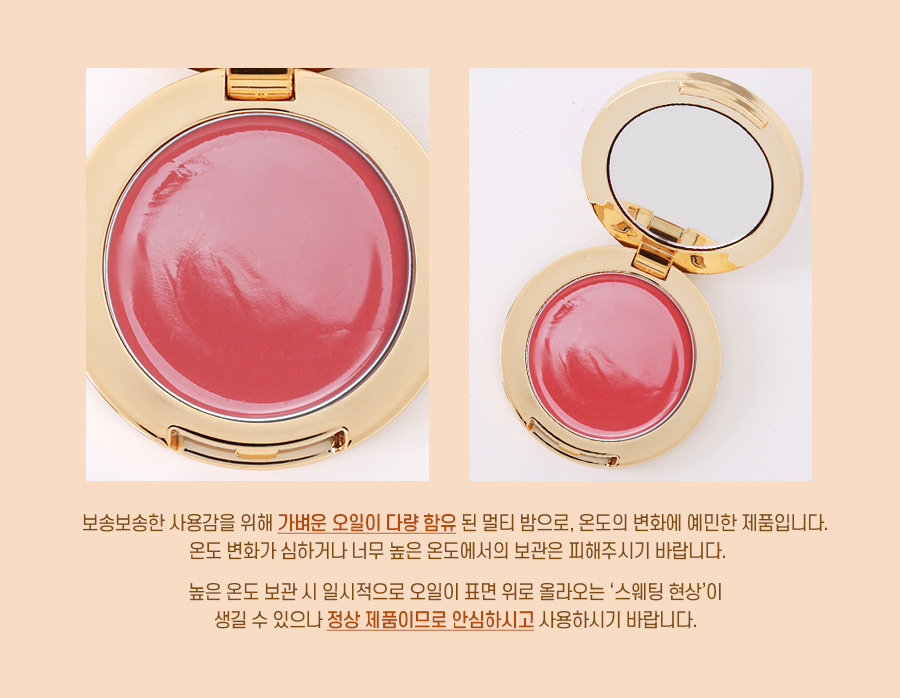 보송보송한 사용감을 위해 가벼운 오일이 다량 함유 된 멀티 밤으로, 온도의 변화에 예민한 제품입니다.
온도 변화가 심하거나 너무 높은 온도에서의 보관은 피해주시기 바랍니다.
높은 온도 보관 시 일시적으로 오일이 표면 위로 올라오는 ‘스웨팅 현상’이
생길 수 있으나 정상 제품이므로 안심하시고 사용하시기 바랍니다.